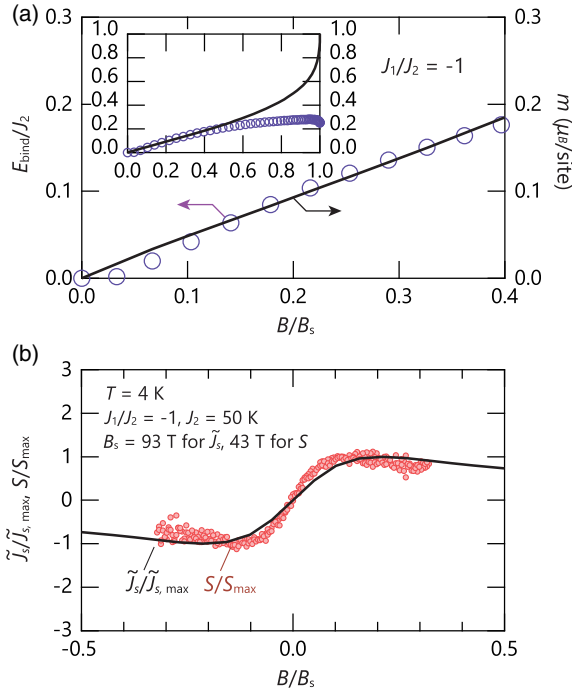 (a)
E_bind/J_2
m (μ_B/site)
J_1/J_2 = -1
1.0
0.8
0.6
0.4
0.2
0.0
0.0 0.2 0.4 0.6 0.8 1.0
1.0
0.8
0.6
0.4
0.2
0.0
0.3
0.2
0.1
0.0
0.3
0.2
0.1
0.0
0.0 0.1 0.2 0.3 0.4
B/B_s
(b)
J̃_s/J̃_s, max, S/S_max
3
2
1
0
-1
-2
-3
T = 4 K
J_1/J_2 = -1, J_2 = 50 K
B_s = 93 T for J̃_s, 43 T for S
J̃_s/J̃_s, max
S/S_max
-0.5 0.0 0.5
B/B_s